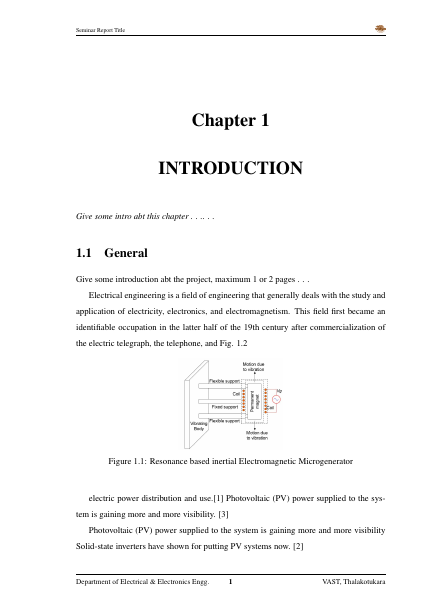 Seminar Report Title
Chapter 1
INTRODUCTION
Give some intro abt this chapter . . . .. . .
1.1 General
Give some introduction abt the project, maximum 1 or 2 pages . . .
Electrical engineering is a field of engineering that generally deals with the study and
application of electricity, electronics, and electromagnetism. This field first became an
identifiable occupation in the latter half of the 19th century after commercialization of
the electric telegraph, the telephone, and Fig. 1.2
Motion due
to vibration
Flexible support
Coil
Fixed support
Flexible support
Vibrating
Body
Permanent
magnet
Coil
Motion due
to vibration
Figure 1.1: Resonance based inertial Electromagnetic Microgenerator
electric power distribution and use.[1] Photovoltaic (PV) power supplied to the sys-
tem is gaining more and more visibility. [3]
Photovoltaic (PV) power supplied to the system is gaining more and more visibility
Solid-state inverters have shown for putting PV systems now. [2]
Department of Electrical & Electronics Engg. 1 VAST, Thalakotukara